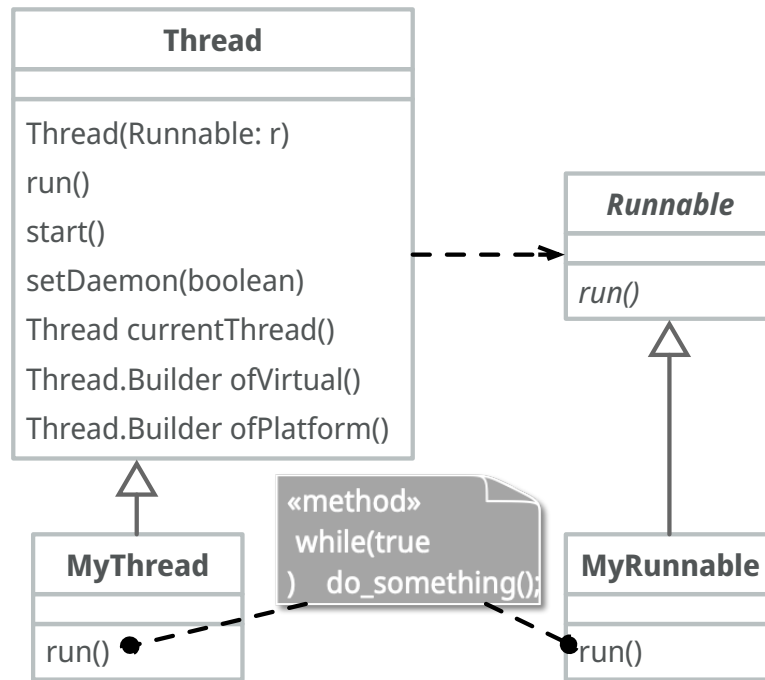 Thread
Thread(Runnable: r)
run()
start()
setDaemon(boolean)
Thread currentThread()
Thread.Builder ofVirtual()
Thread.Builder ofPlatform()
Runnable
run()
«method»
while(true
) do_something();
MyThread
run()
MyRunnable
run()